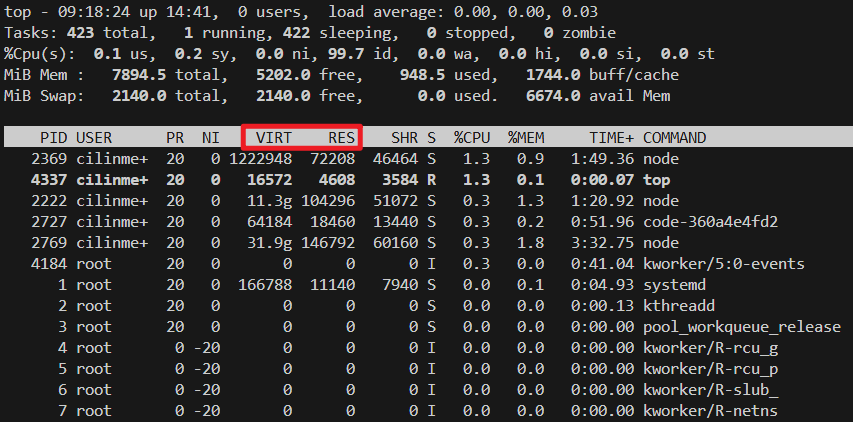 top - 09:18:24 up 14:41,  0 users,  load average: 0.00, 0.00, 0.03
Tasks: 423 total,   1 running, 422 sleeping,   0 stopped,   0 zombie
%Cpu(s):  0.1 us,  0.2 sy,  0.0 ni, 99.7 id,  0.0 wa,  0.0 hi,  0.0 si,  0.0 st
MiB Mem :   7894.5 total,   5202.0 free,    948.5 used,   1744.0 buff/cache
MiB Swap:   2140.0 total,   2140.0 free,      0.0 used.   6674.0 avail Mem
PID USER      PR  NI    VIRT    RES    SHR S  %CPU  %MEM     TIME+ COMMAND
2369 cilinme+  20   0 1222948  72208  46464 S   1.3   0.9   1:49.36 node
4337 cilinme+  20   0   16572   4608   3584 R   1.3   0.1   0:00.07 top
2222 cilinme+  20   0   11.3g 104296  51072 S   0.3   1.3   1:20.92 node
2727 cilinme+  20   0   64184  18460  13440 S   0.3   0.2   0:51.96 code-360a4e4fd2
2769 cilinme+  20   0   31.9g 146792  60160 S   0.3   1.8   3:32.75 node
4184 root      20   0       0      0      0 I   0.3   0.0   0:41.04 kworker/5:0-events
1 root      20   0  166788  11140   7940 S   0.0   0.1   0:04.93 systemd
2 root      20   0       0      0      0 S   0.0   0.0   0:00.13 kthreadd
3 root      20   0       0      0      0 S   0.0   0.0   0:00.00 pool_workqueue_release
4 root       0 -20       0      0      0 I   0.0   0.0   0:00.00 kworker/R-rcu_g
5 root       0 -20       0      0      0 I   0.0   0.0   0:00.00 kworker/R-rcu_p
6 root       0 -20       0      0      0 I   0.0   0.0   0:00.00 kworker/R-slub_
7 root       0 -20       0      0      0 I   0.0   0.0   0:00.00 kworker/R-netns